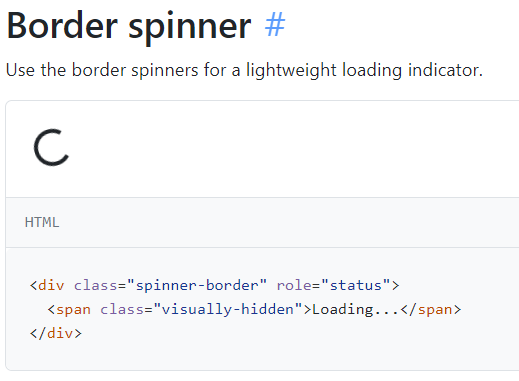 Border spinner #
Use the border spinners for a lightweight loading indicator.
HTML
<div class="spinner-border" role="status">
  <span class="visually-hidden">Loading...</span>
</div>